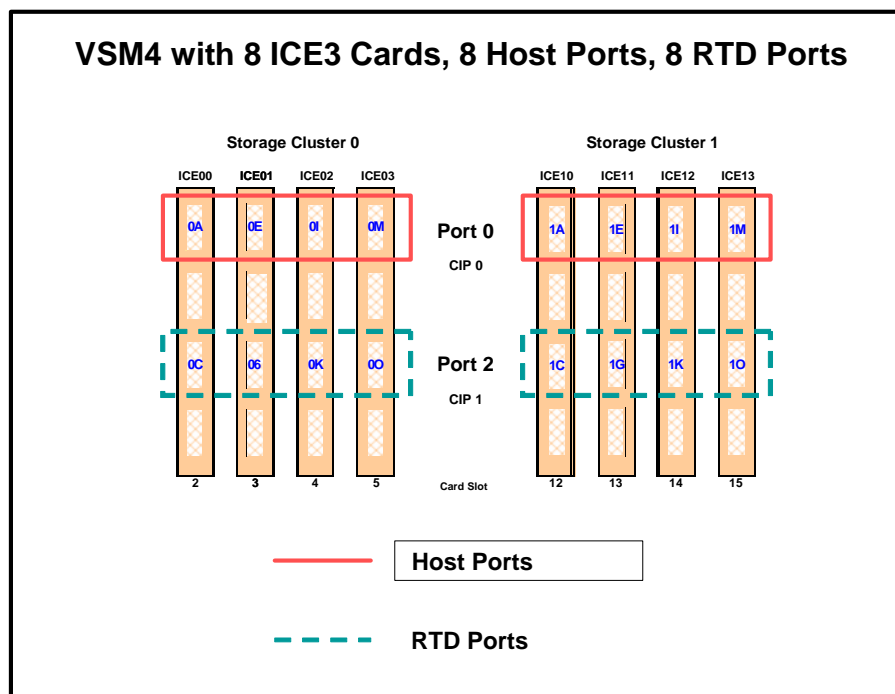 VSM4 with 8 ICE3 Cards, 8 Host Ports, 8 RTD Ports
Storage Cluster 0 Storage Cluster 1
ICE00 ICE01 ICE02 ICE03 ICE10 ICE11 ICE12 ICE13
0A 0E 0I 0M Port 0 1A 1E 1I 1M
CIP 0
0C 06 0K 0O Port 2 1C 1G 1K 1O
CIP 1
2 3 4 5 Card Slot 12 13 14 15
Host Ports
RTD Ports